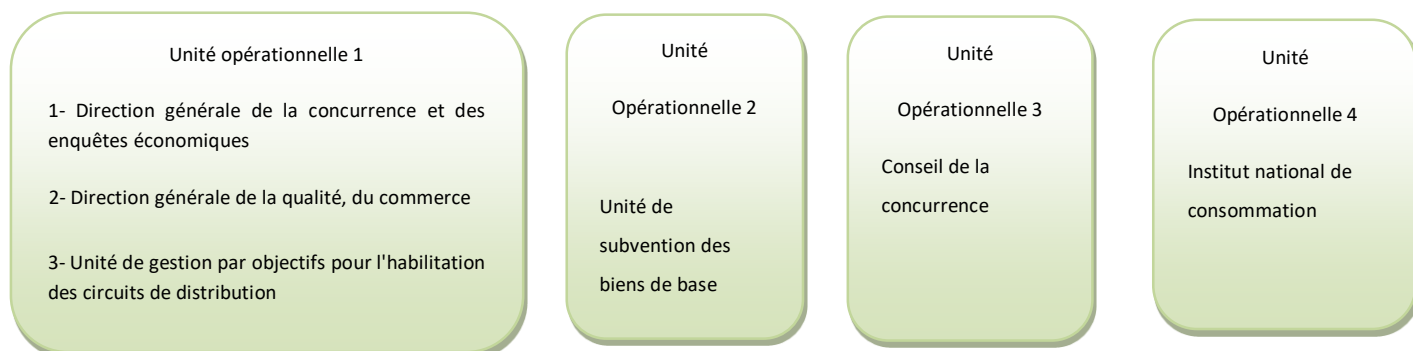 Unité opérationnelle 1
1- Direction générale de la concurrence et des
enquêtes économiques
2- Direction générale de la qualité, du commerce
3- Unité de gestion par objectifs pour l'habilitation
des circuits de distribution
Unité
Opérationnelle 2
Unité de
subvention des
biens de base
Unité
Opérationnelle 3
Conseil de la
concurrence
Unité
Opérationnelle 4
Institut national de
consommation